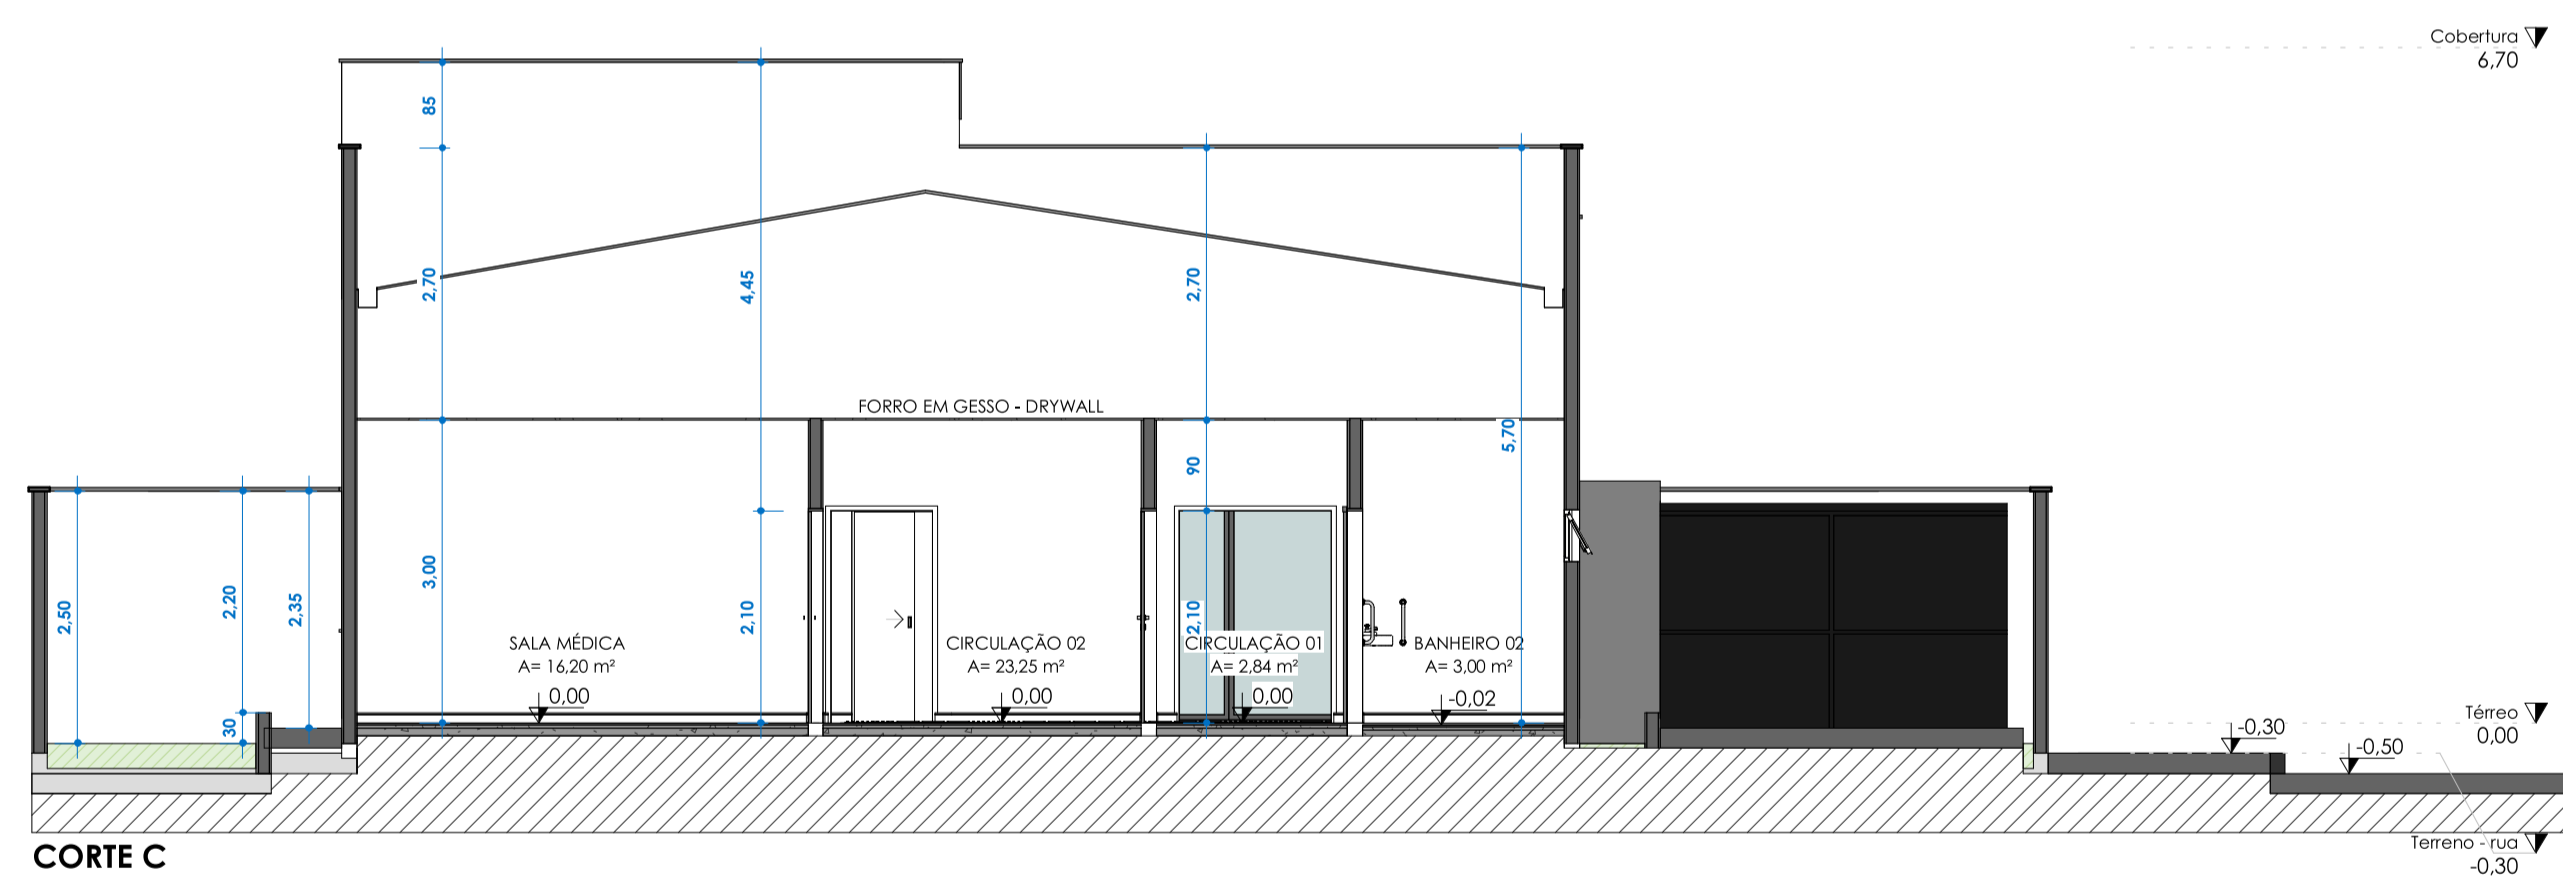 Cobertura
6,70
85
2,70
4,45
2,70
FORRO EM GESSO - DRYWALL
5,70
90
3,00
2,50
2,20
2,35
2,10
2,10
SALA MÉDICA
A= 16,20 m²
0,00
CIRCULAÇÃO 02
A= 23,25 m²
0,00
CIRCULAÇÃO 01
A= 2,84 m²
0,00
BANHEIRO 02
A= 3,00 m²
-0,02
30
Térreo
0,00
-0,30
-0,50
Terreno - rua
-0,30
CORTE C